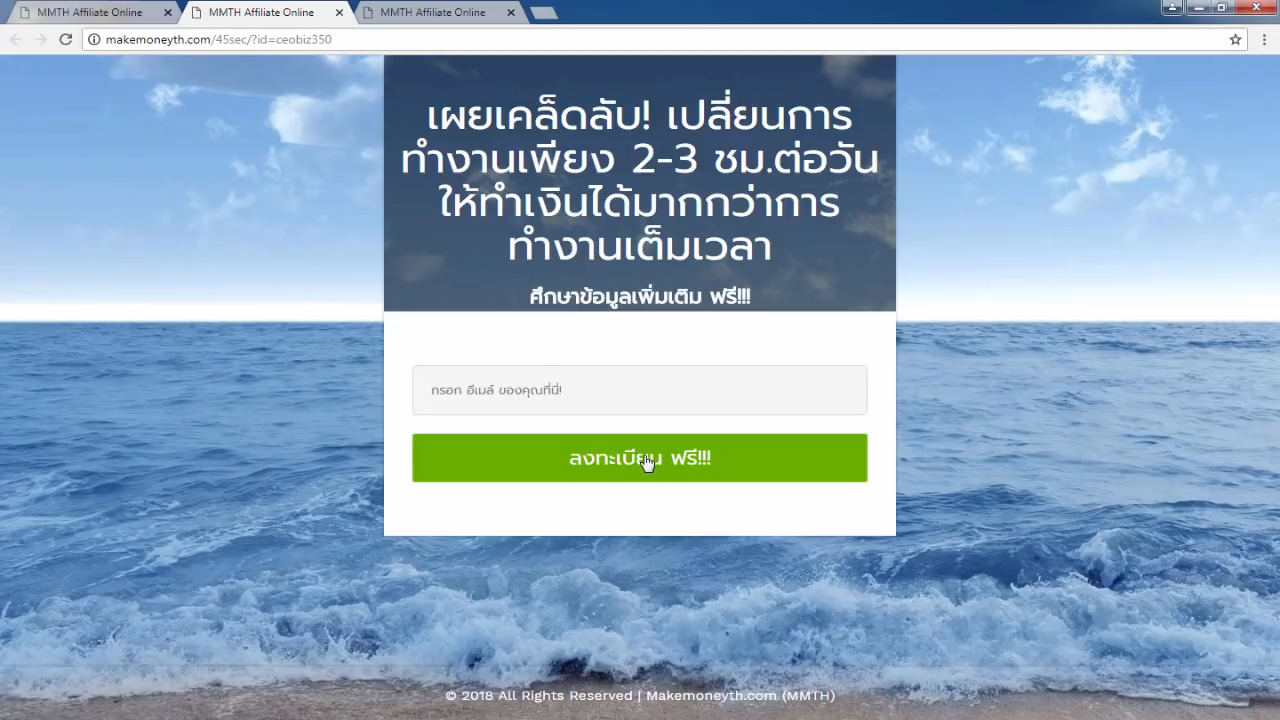 MMTH Affiliate Online
MMTH Affiliate Online
MMTH Affiliate Online
makemoneyth.com/45sec/?id=ceobiz350
เผยเคล็ดลับ! เปลี่ยนการ
ทำงานเพียง 2-3 ชม.ต่อวัน
ให้ทำเงินได้มากกว่าการ
ทำงานเต็มเวลา
ศึกษาข้อมูลเพิ่มเติม ฟรี!!!
กรอก อีเมล์ ของคุณที่นี่!
ลงทะเบียน ฟรี!!!
© 2018 All Rights Reserved | Makemoneyth.com (MMTH)